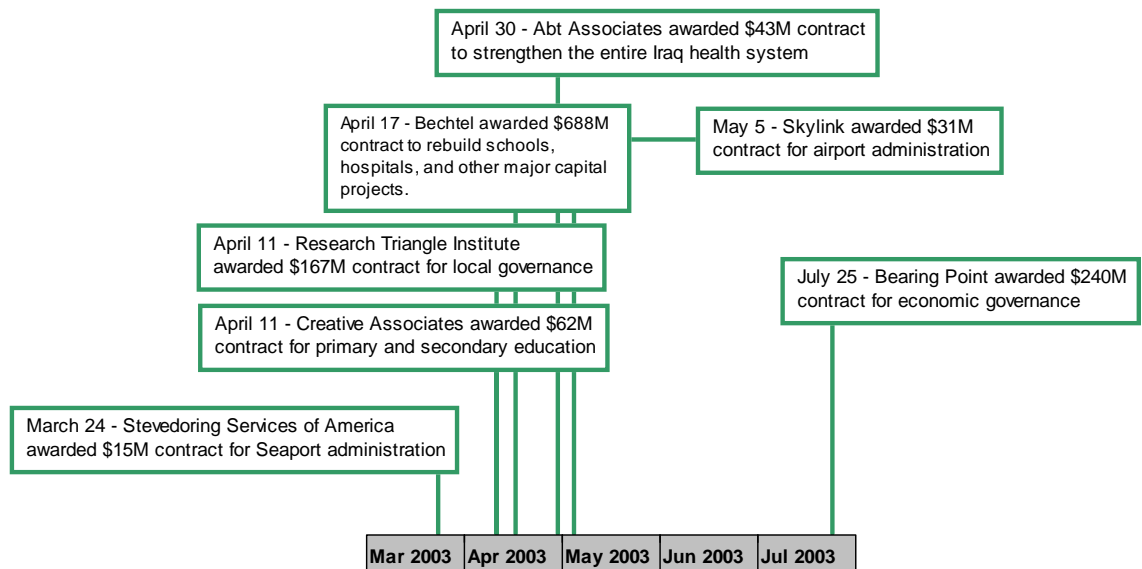 April 30 - Abt Associates awarded $43M contract
to strengthen the entire Iraq health system
April 17 - Bechtel awarded $688M
contract to rebuild schools,
hospitals, and other major capital
projects.
May 5 - Skylink awarded $31M
contract for airport administration
April 11 - Research Triangle Institute
awarded $167M contract for local governance
July 25 - Bearing Point awarded $240M
contract for economic governance
April 11 - Creative Associates awarded $62M
contract for primary and secondary education
March 24 - Stevedoring Services of America
awarded $15M contract for Seaport administration
Mar 2003 Apr 2003 May 2003 Jun 2003 Jul 2003